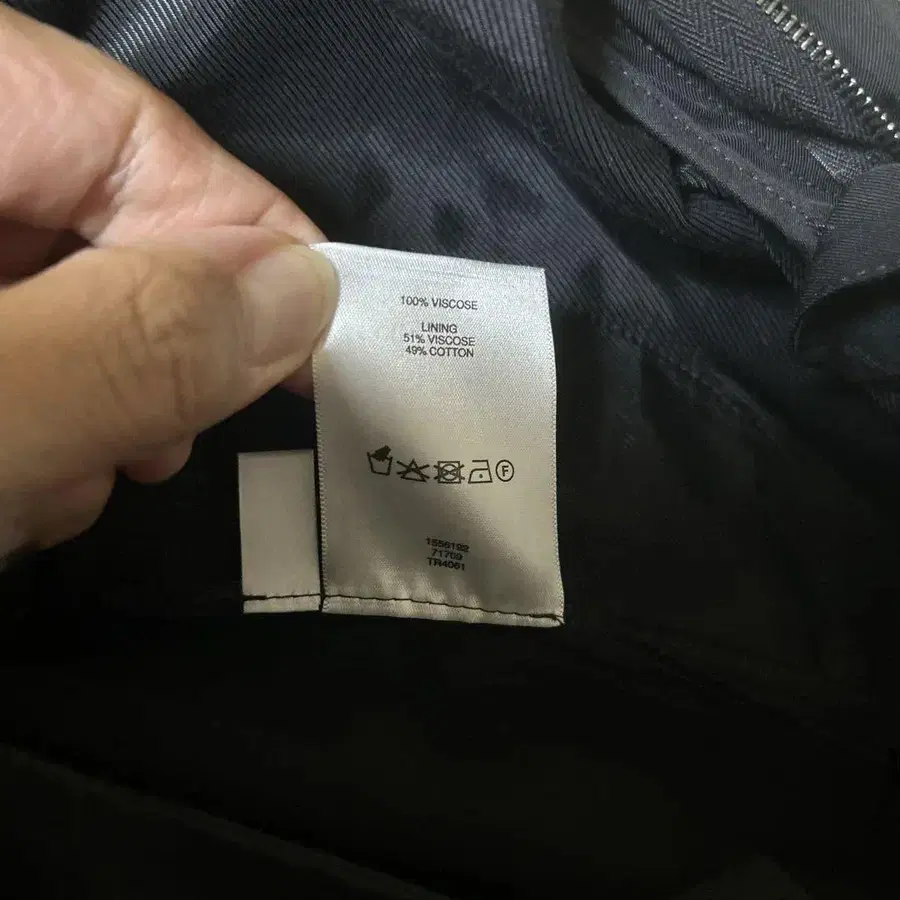 100% VISCOSE
LINING
51% VISCOSE
49% COTTON
F
1556192
71709
TR4061